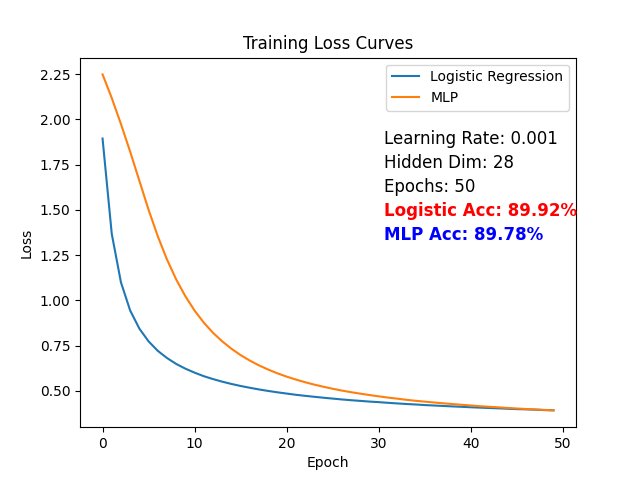 Training Loss Curves
2.25
2.00
1.75
1.50
1.25
1.00
0.75
0.50
Loss
Logistic Regression
MLP
Learning Rate: 0.001
Hidden Dim: 28
Epochs: 50
Logistic Acc: 89.92%
MLP Acc: 89.78%
0 10 20 30 40 50
Epoch